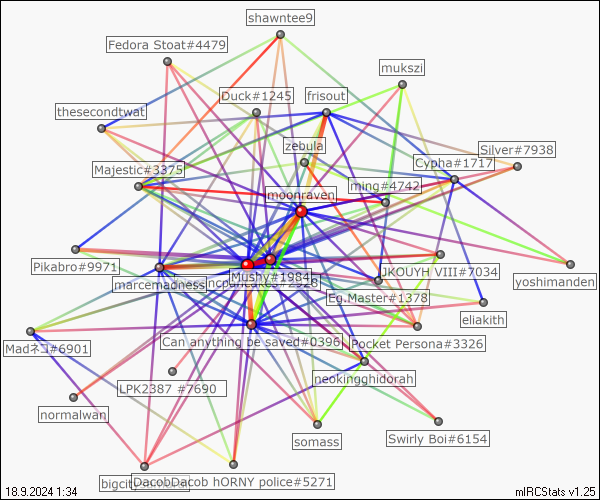 shawntee9
Fedora Stoat#4479
mukszi
Duck#1245
frisout
thesecondtwat
zebula
Silver#7938
Cypha#1717
Majestic#3375
ming#4742
moonraven
Pikabro#9971
JKOUYH VIII#7034
Mushy#1984
yoshimanden
marcemadness
Eg.Master#1378
eliakith
Can anything be saved#0396
Pocket Persona#3326
Madネコ#6901
neokingghidorah
LPK2387 #7690
normalwan
somass
Swirly Boi#6154
DacobDacob hORNY police#5271
18.9.2024 1:34
mIRCStats v1.25